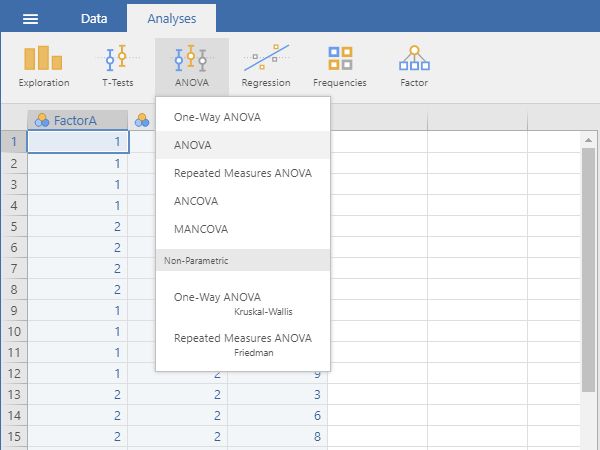 Data Analyses
Exploration T-Tests ANOVA Regression Frequencies Factor
FactorA
One-Way ANOVA
ANOVA
Repeated Measures ANOVA
ANCOVA
MANCOVA
Non-Parametric
One-Way ANOVA
Kruskal-Wallis
Repeated Measures ANOVA
Friedman
1 1
2 1
3 1
4 1
5 2
6 2
7 2
8 2
9 1
10 1
11 1
12 1 2 9
13 2 2 3
14 2 2 6
15 2 2 8